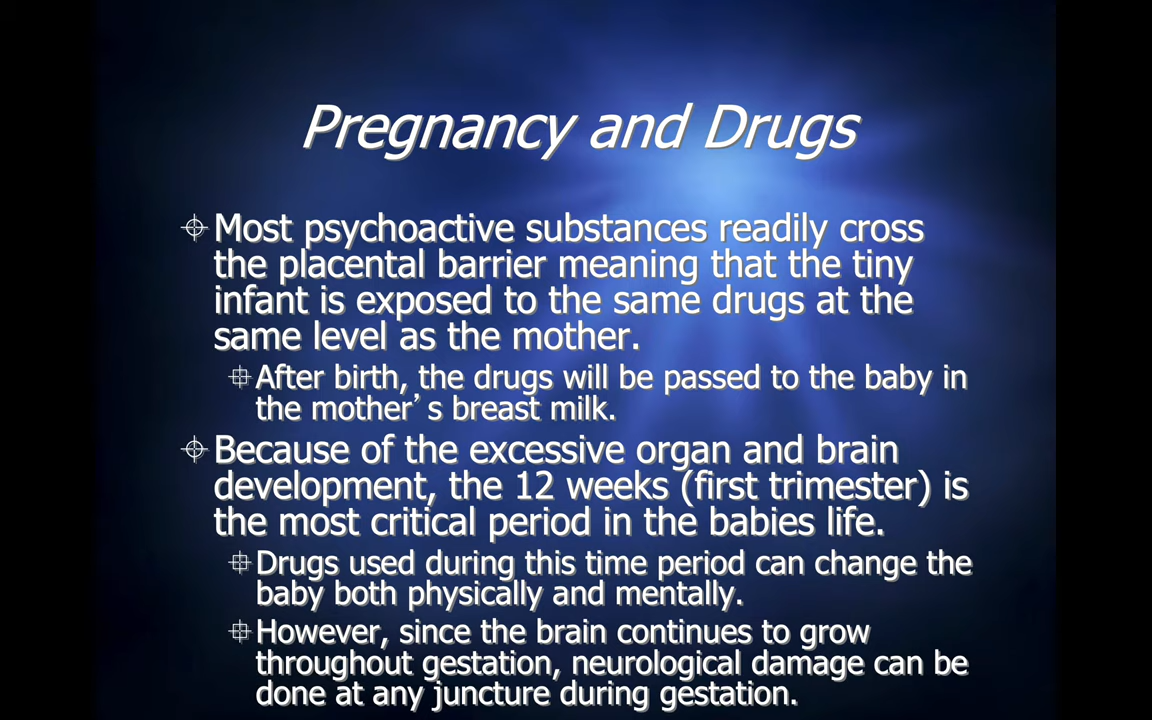 Pregnancy and Drugs
Most psychoactive substances readily cross
the placental barrier meaning that the tiny
infant is exposed to the same drugs at the
same level as the mother.
After birth, the drugs will be passed to the baby in
the mother’s breast milk.
Because of the excessive organ and brain
development, the 12 weeks (first trimester) is
the most critical period in the babies life.
Drugs used during this time period can change the
baby both physically and mentally.
However, since the brain continues to grow
throughout gestation, neurological damage can be
done at any juncture during gestation.